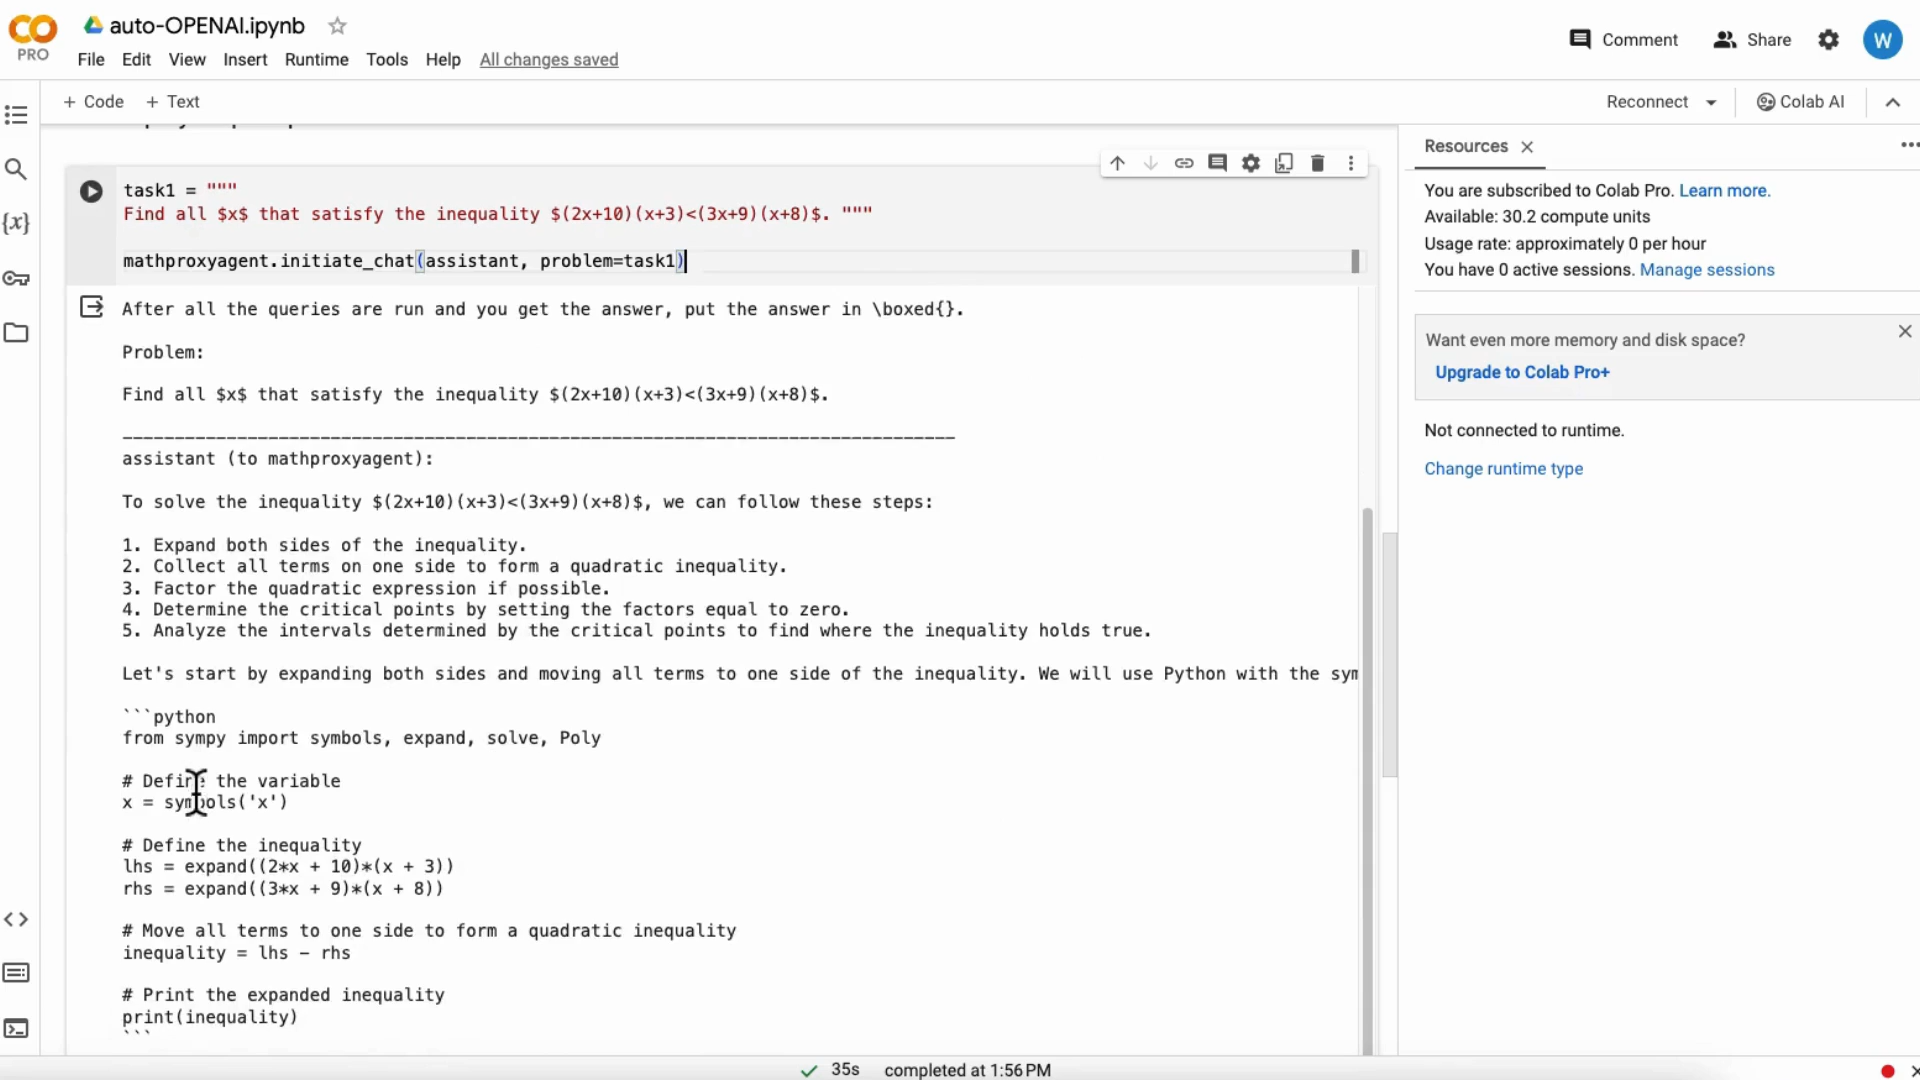 auto-OPENAI.ipynb
PRO
File Edit View Insert Runtime Tools Help All changes saved
Comment Share W
+ Code + Text
Reconnect Colab AI
task1 = """
Find all $x$ that satisfy the inequality $(2x+10)(x+3)<(3x+9)(x+8)$. """
mathproxyagent.initiate_chat(assistant, problem=task1)
After all the queries are run and you get the answer, put the answer in \boxed{}.
Problem:
Find all $x$ that satisfy the inequality $(2x+10)(x+3)<(3x+9)(x+8)$.
--------------------------------------------------------------------------------
assistant (to mathproxyagent):
To solve the inequality $(2x+10)(x+3)<(3x+9)(x+8)$, we can follow these steps:
1. Expand both sides of the inequality.
2. Collect all terms on one side to form a quadratic inequality.
3. Factor the quadratic expression if possible.
4. Determine the critical points by setting the factors equal to zero.
5. Analyze the intervals determined by the critical points to find where the inequality holds true.
Let's start by expanding both sides and moving all terms to one side of the inequality. We will use Python with the sym
```python
from sympy import symbols, expand, solve, Poly
# Define the variable
x = symbols('x')
# Define the inequality
lhs = expand((2*x + 10)*(x + 3))
rhs = expand((3*x + 9)*(x + 8))
# Move all terms to one side to form a quadratic inequality
inequality = lhs - rhs
# Print the expanded inequality
print(inequality)
```
Resources
You are subscribed to Colab Pro. Learn more.
Available: 30.2 compute units
Usage rate: approximately 0 per hour
You have 0 active sessions. Manage sessions
Want even more memory and disk space?
Upgrade to Colab Pro+
Not connected to runtime.
Change runtime type
35s completed at 1:56 PM